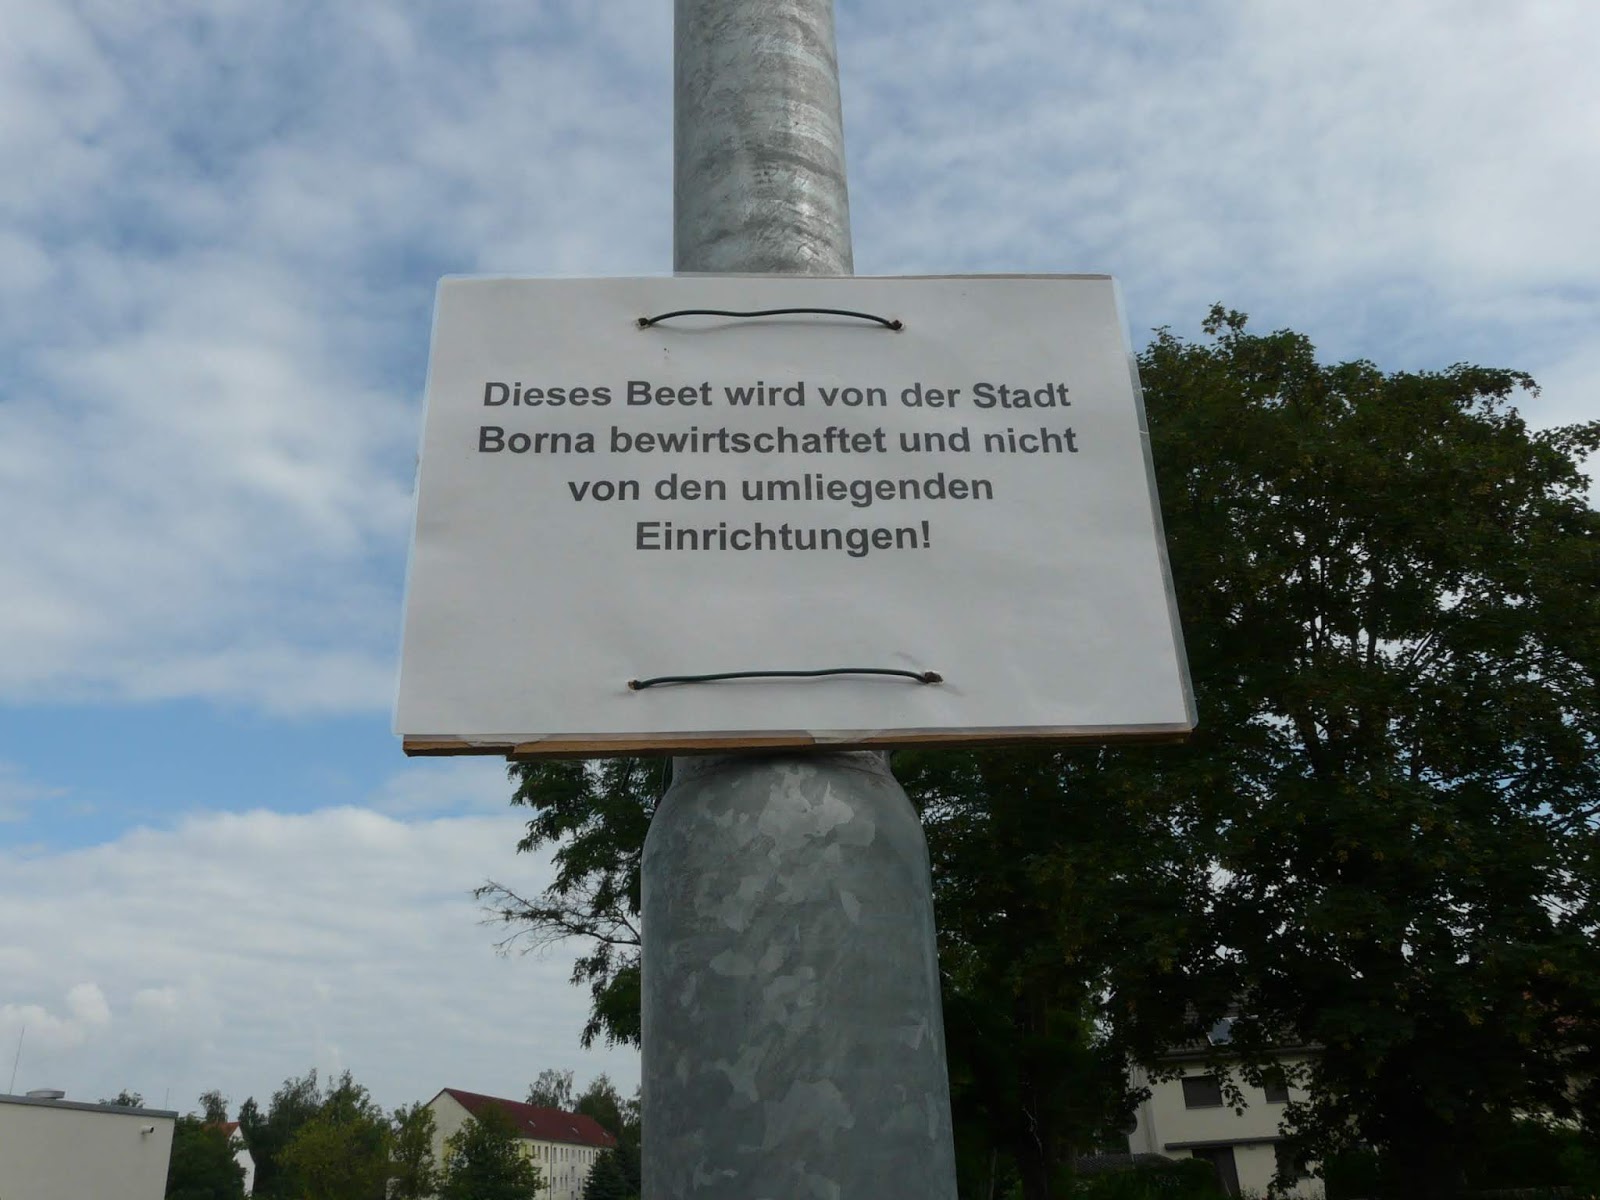 Dieses Beet wird von der Stadt
Borna bewirtschaftet und nicht
von den umliegenden
Einrichtungen!